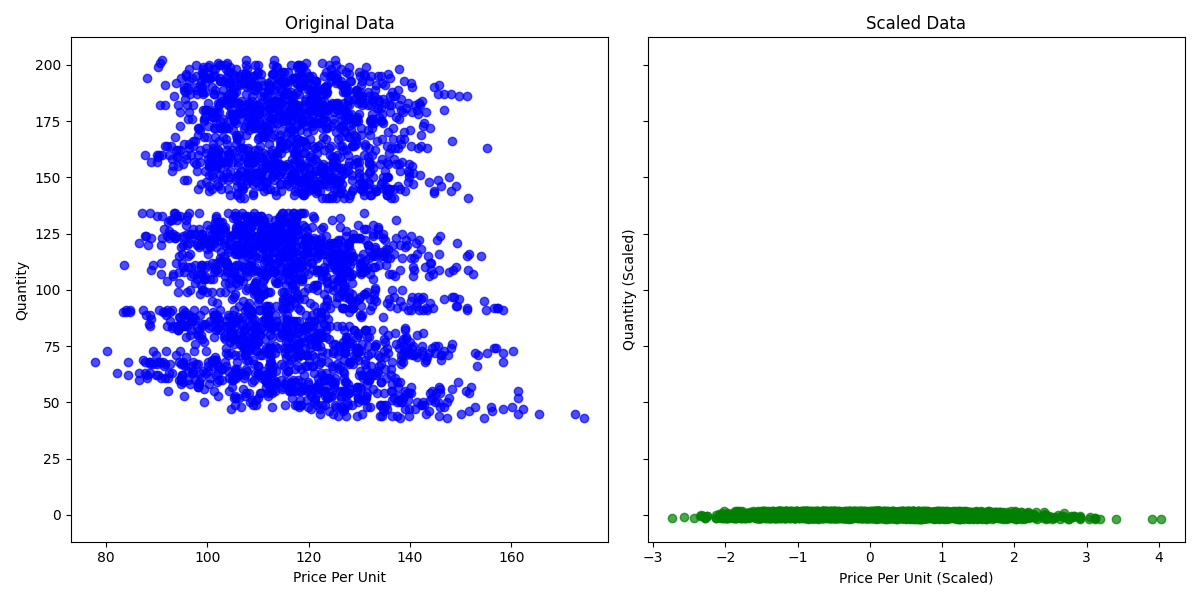 Original Data
Scaled Data
200
175
150
125
100
75
50
25
0
Quantity
Quantity (Scaled)
80 100 120 140 160
−3 −2 −1 0 1 2 3 4
Price Per Unit
Price Per Unit (Scaled)